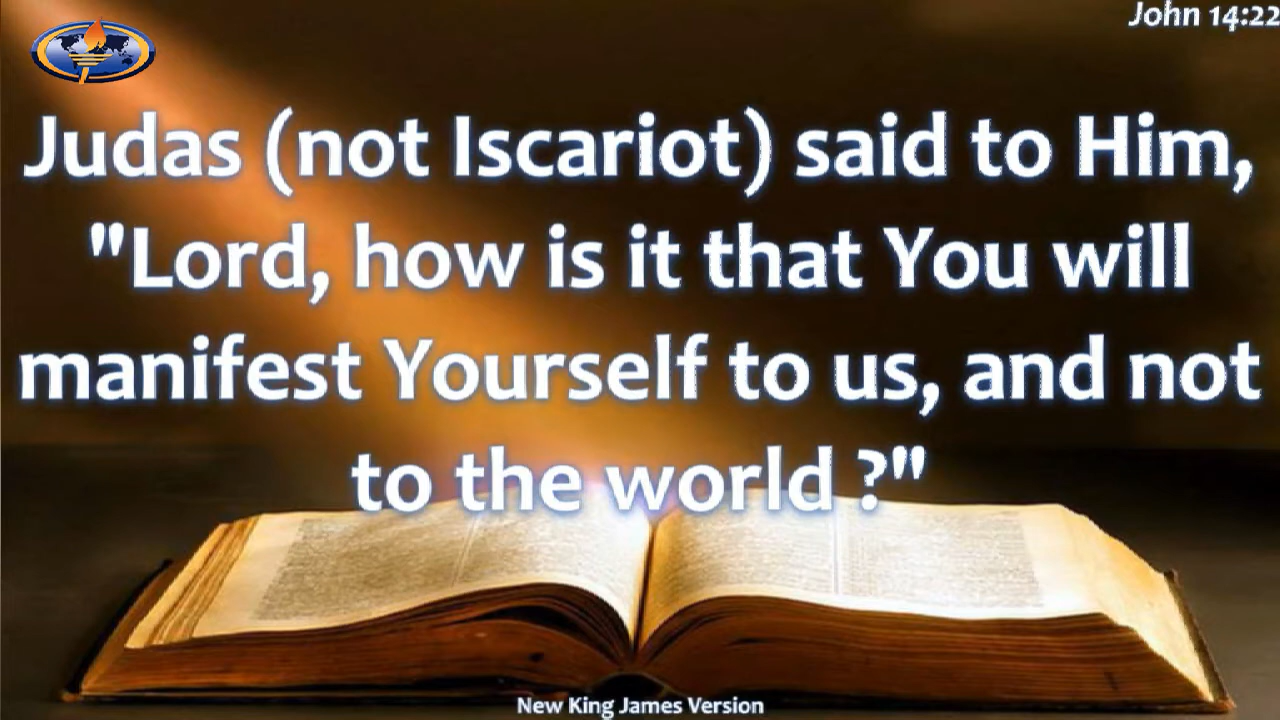 John 14:22
Judas (not Iscariot) said to Him,
"Lord, how is it that You will
manifest Yourself to us, and not
to the world ?"
New King James Version